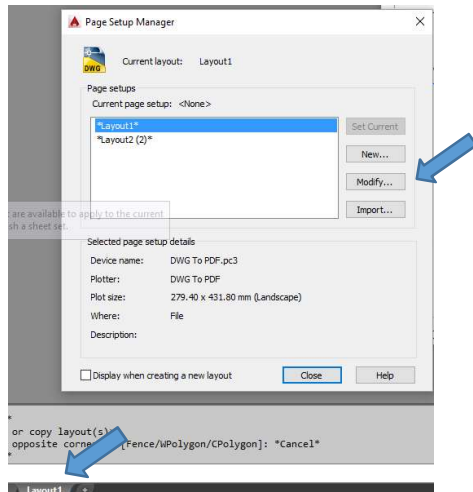 Page Setup Manager
DWG
Current layout: Layout1
Page setups
Current page setup: <None>
*Layout1*
*Layout2 (2)*
Set Current
New...
Modify...
Import...
are available to apply to the current
sh a sheet set.
Selected page setup details
Device name: DWG To PDF.pc3
Plotter: DWG To PDF
Plot size: 279.40 x 431.80 mm (Landscape)
Where: File
Description:
Display when creating a new layout
Close
Help
*
or copy layout(s)
opposite corne [Fence/WPolygon/CPolygon]: *Cancel*
*
Layout1 +